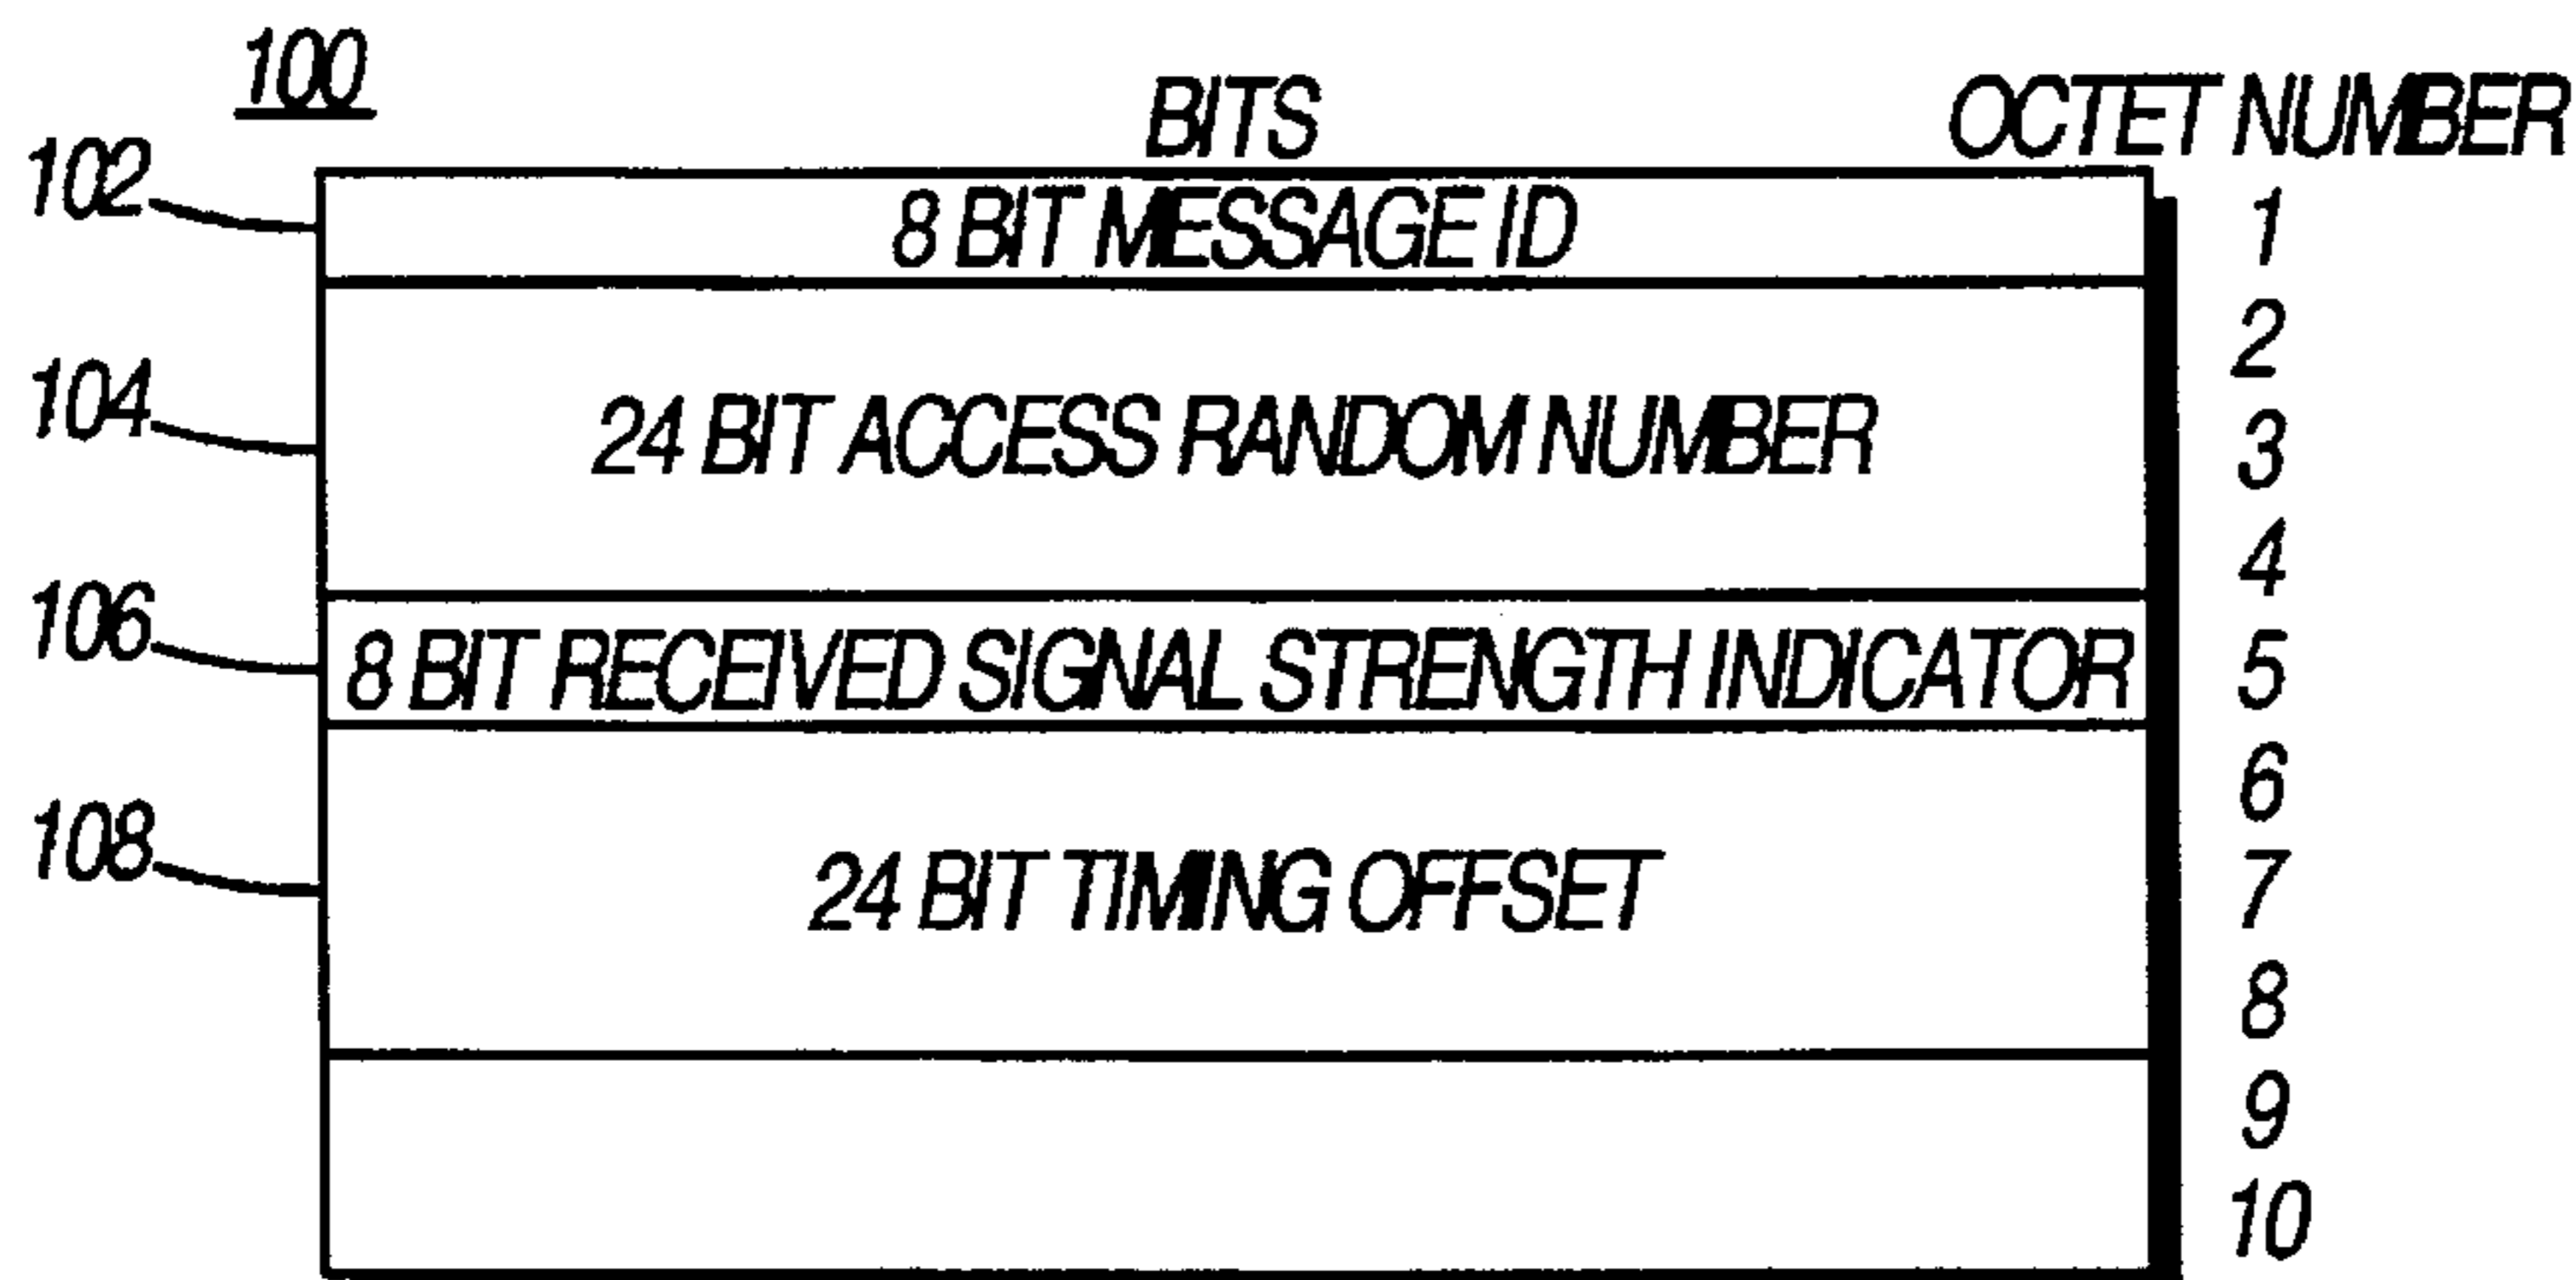 100
BITS
OCTET NUMBER
102
8 BIT MESSAGE ID
1
2
104
24 BIT ACCESS RANDOM NUMBER
3
4
106
8 BIT RECEIVED SIGNAL STRENGTH INDICATOR
5
6
108
24 BIT TIMING OFFSET
7
8
9
10